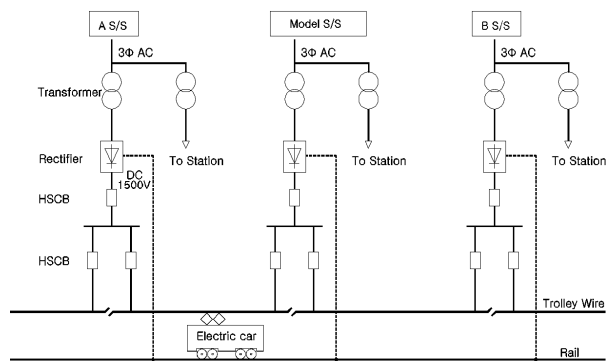 A S/S
Model S/S
B S/S
3Φ AC
3Φ AC
3Φ AC
Transformer
Rectifier
To Station
To Station
To Station
DC
1500V
HSCB
HSCB
Trolley Wire
Electric car
Rail